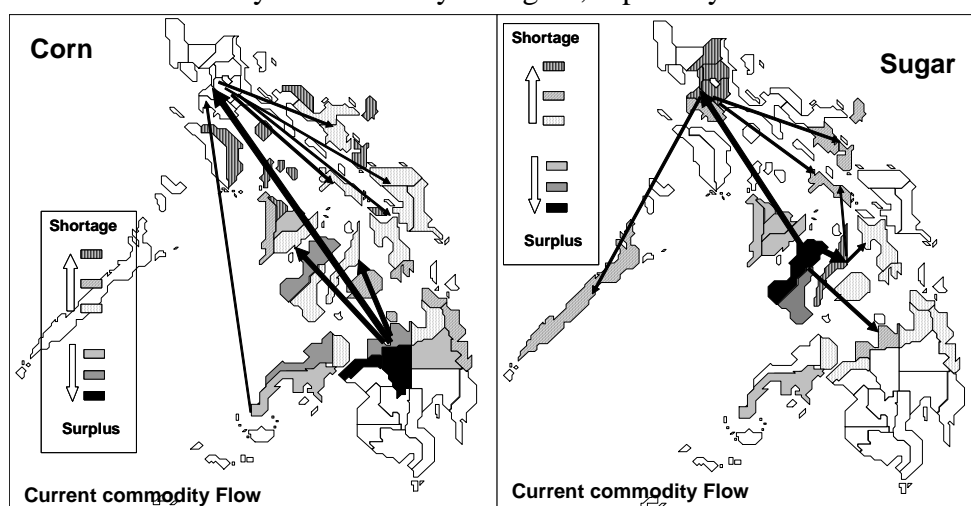 Corn
Shortage
Surplus
Current commodity Flow
Shortage
Surplus
Sugar
Current commodity Flow